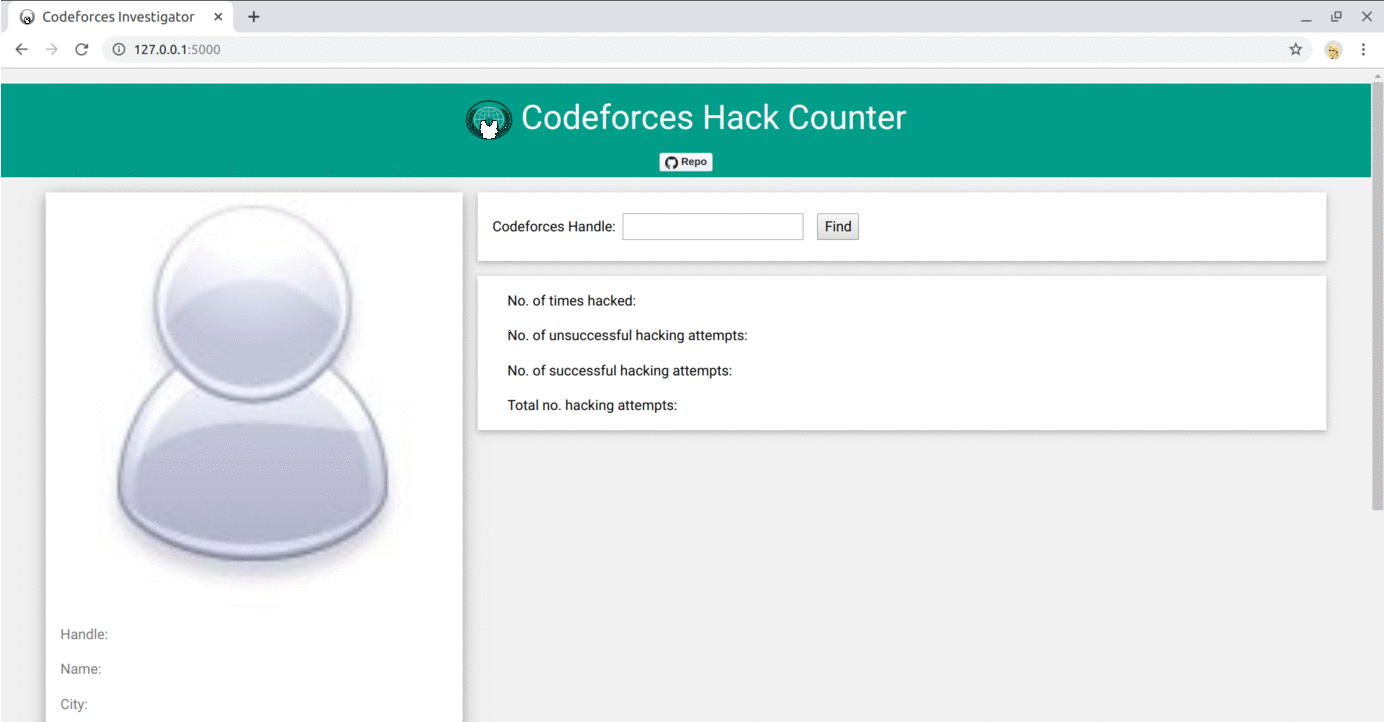 Codeforces Investigator
127.0.0.1:5000
Codeforces Hack Counter
Repo
Codeforces Handle: Find
No. of times hacked:
No. of unsuccessful hacking attempts:
No. of successful hacking attempts:
Total no. hacking attempts:
Handle:
Name:
City: